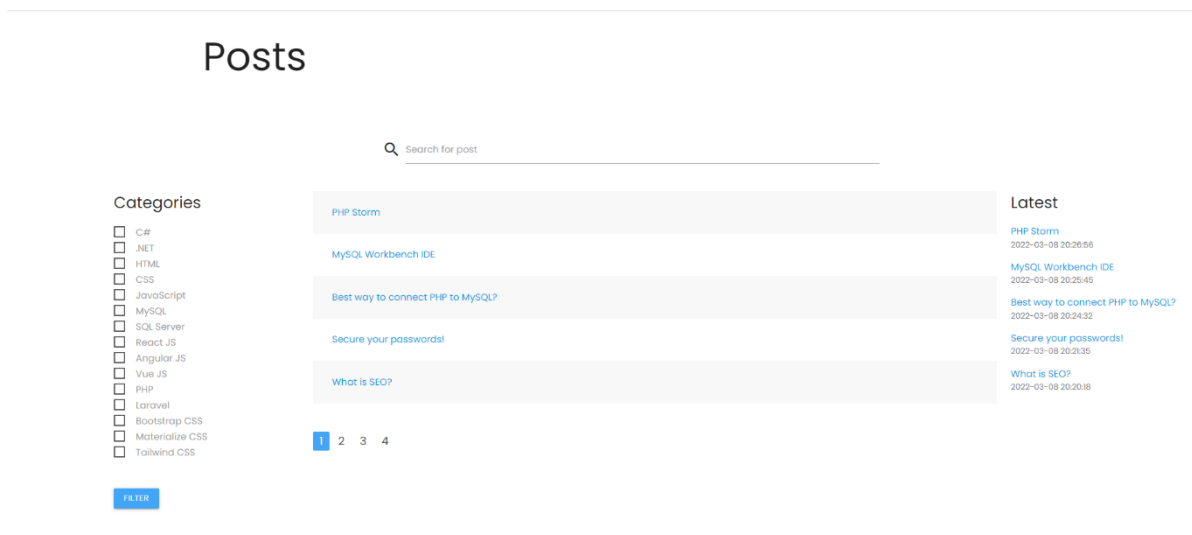 Posts
Search for post
Categories
C#
.NET
HTML
CSS
JavaScript
MySQL
SQL Server
React JS
Angular JS
Vue JS
PHP
Laravel
Bootstrap CSS
Materialize CSS
Tailwind CSS
FILTER
PHP Storm
MySQL Workbench IDE
Best way to connect PHP to MySQL?
Secure your passwords!
What is SEO?
1 2 3 4
Latest
PHP Storm
2022-03-08 20:26:56
MySQL Workbench IDE
2022-03-08 20:25:45
Best way to connect PHP to MySQL?
2022-03-08 20:24:32
Secure your passwords!
2022-03-08 20:21:35
What is SEO?
2022-03-08 20:20:18